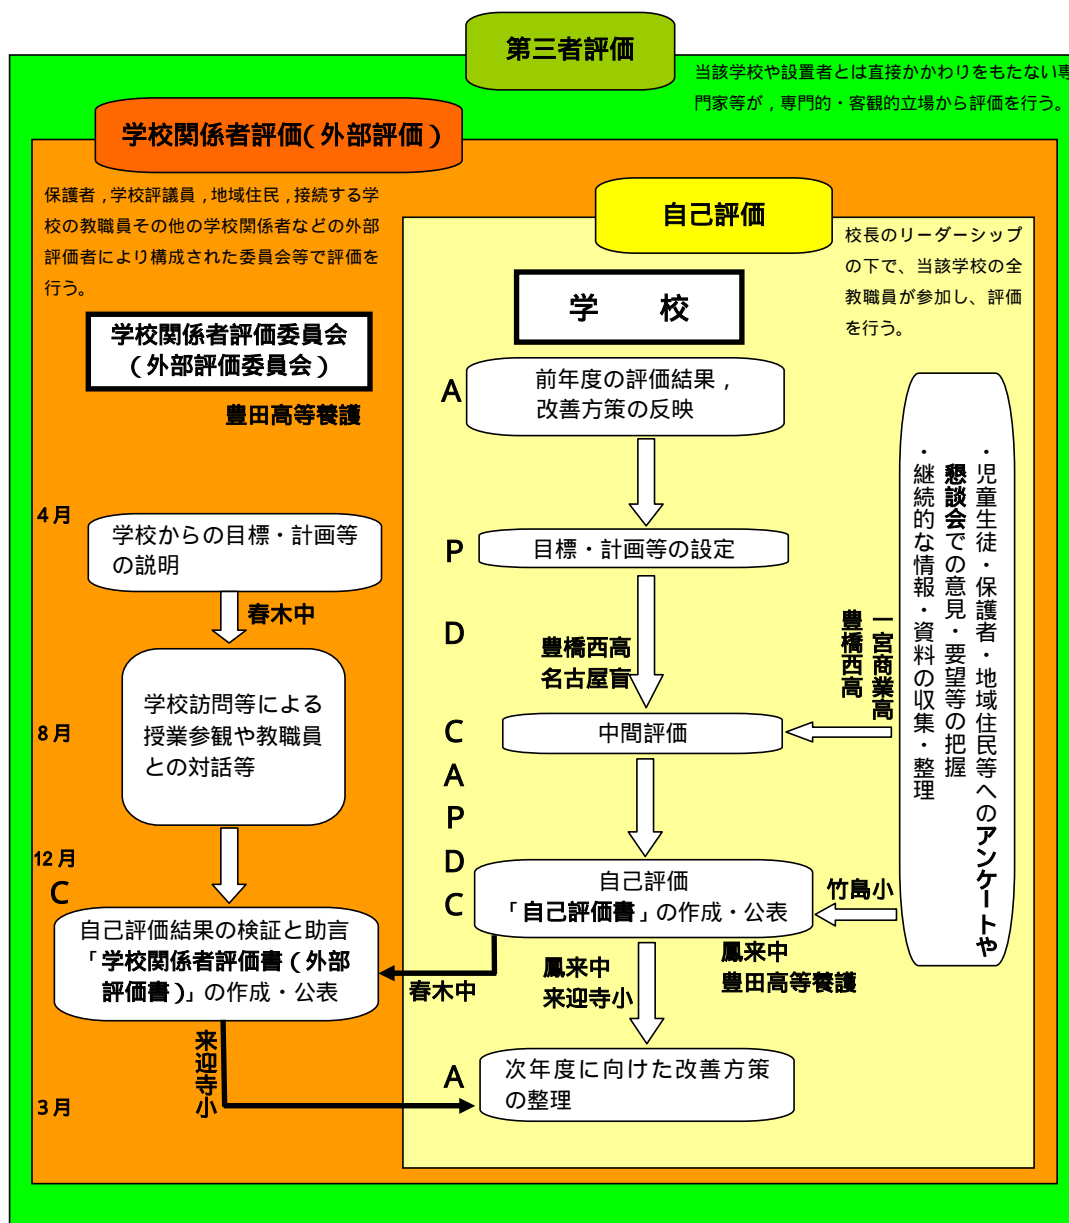 第三者評価
当該学校や設置者とは直接かかわりをもたない専
門家等が，専門的・客観的立場から評価を行う。
学校関係者評価（外部評価）
保護者，学校評議員，地域住民，接続する学
校の教職員その他の学校関係者などの外部
評価者により構成された委員会等で評価を
行う。
学校関係者評価委員会
（外部評価委員会）
豊田高等養護
4月
学校からの目標・計画等
の説明
春木中
8月
学校訪問等による
授業参観や教職員
との対話等
12月
C
自己評価結果の検証と助言
「学校関係者評価書（外部
評価書）」の作成・公表
春木中
来迎寺小
3月
自己評価
校長のリーダーシップ
の下で、当該学校の全
教職員が参加し、評価
を行う。
学　校
A
前年度の評価結果，
改善方策の反映
P
目標・計画等の設定
D
豊橋西高
名古屋盲
C
中間評価
A
P
D
C
自己評価
「自己評価書」の作成・公表
鳳来中
来迎寺小
鳳来中
豊田高等養護
A
次年度に向けた改善方策
の整理
一宮商業高
豊橋西高
竹島小
・児童生徒・保護者・地域住民等へのアンケートや
懇談会での意見・要望等の把握
・継続的な情報・資料の収集・整理